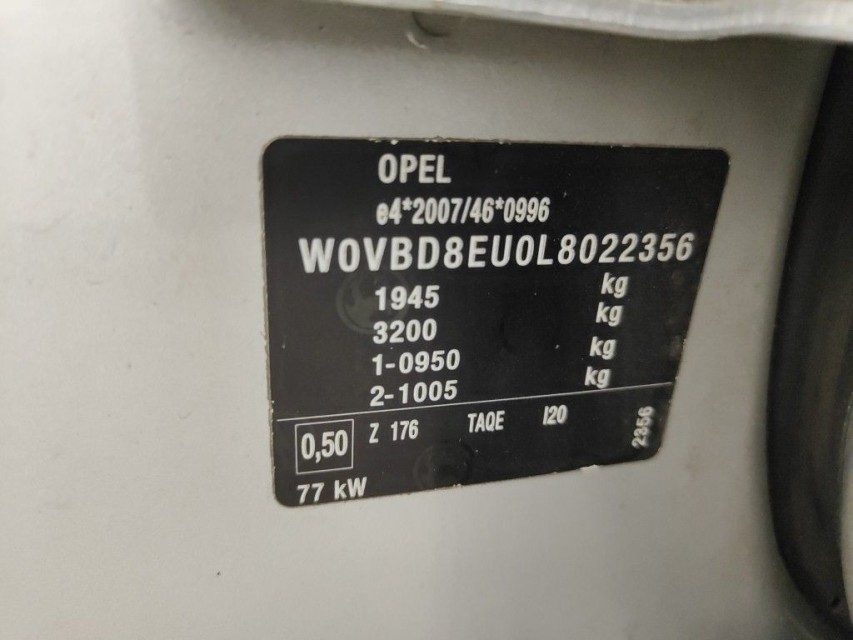 OPEL
e4*2007/46*0996
W0VBD8EU0L8022356
1945 kg
3200 kg
1-0950 kg
2-1005 kg
0,50 Z 176 TAQE I20 2356
77 kW